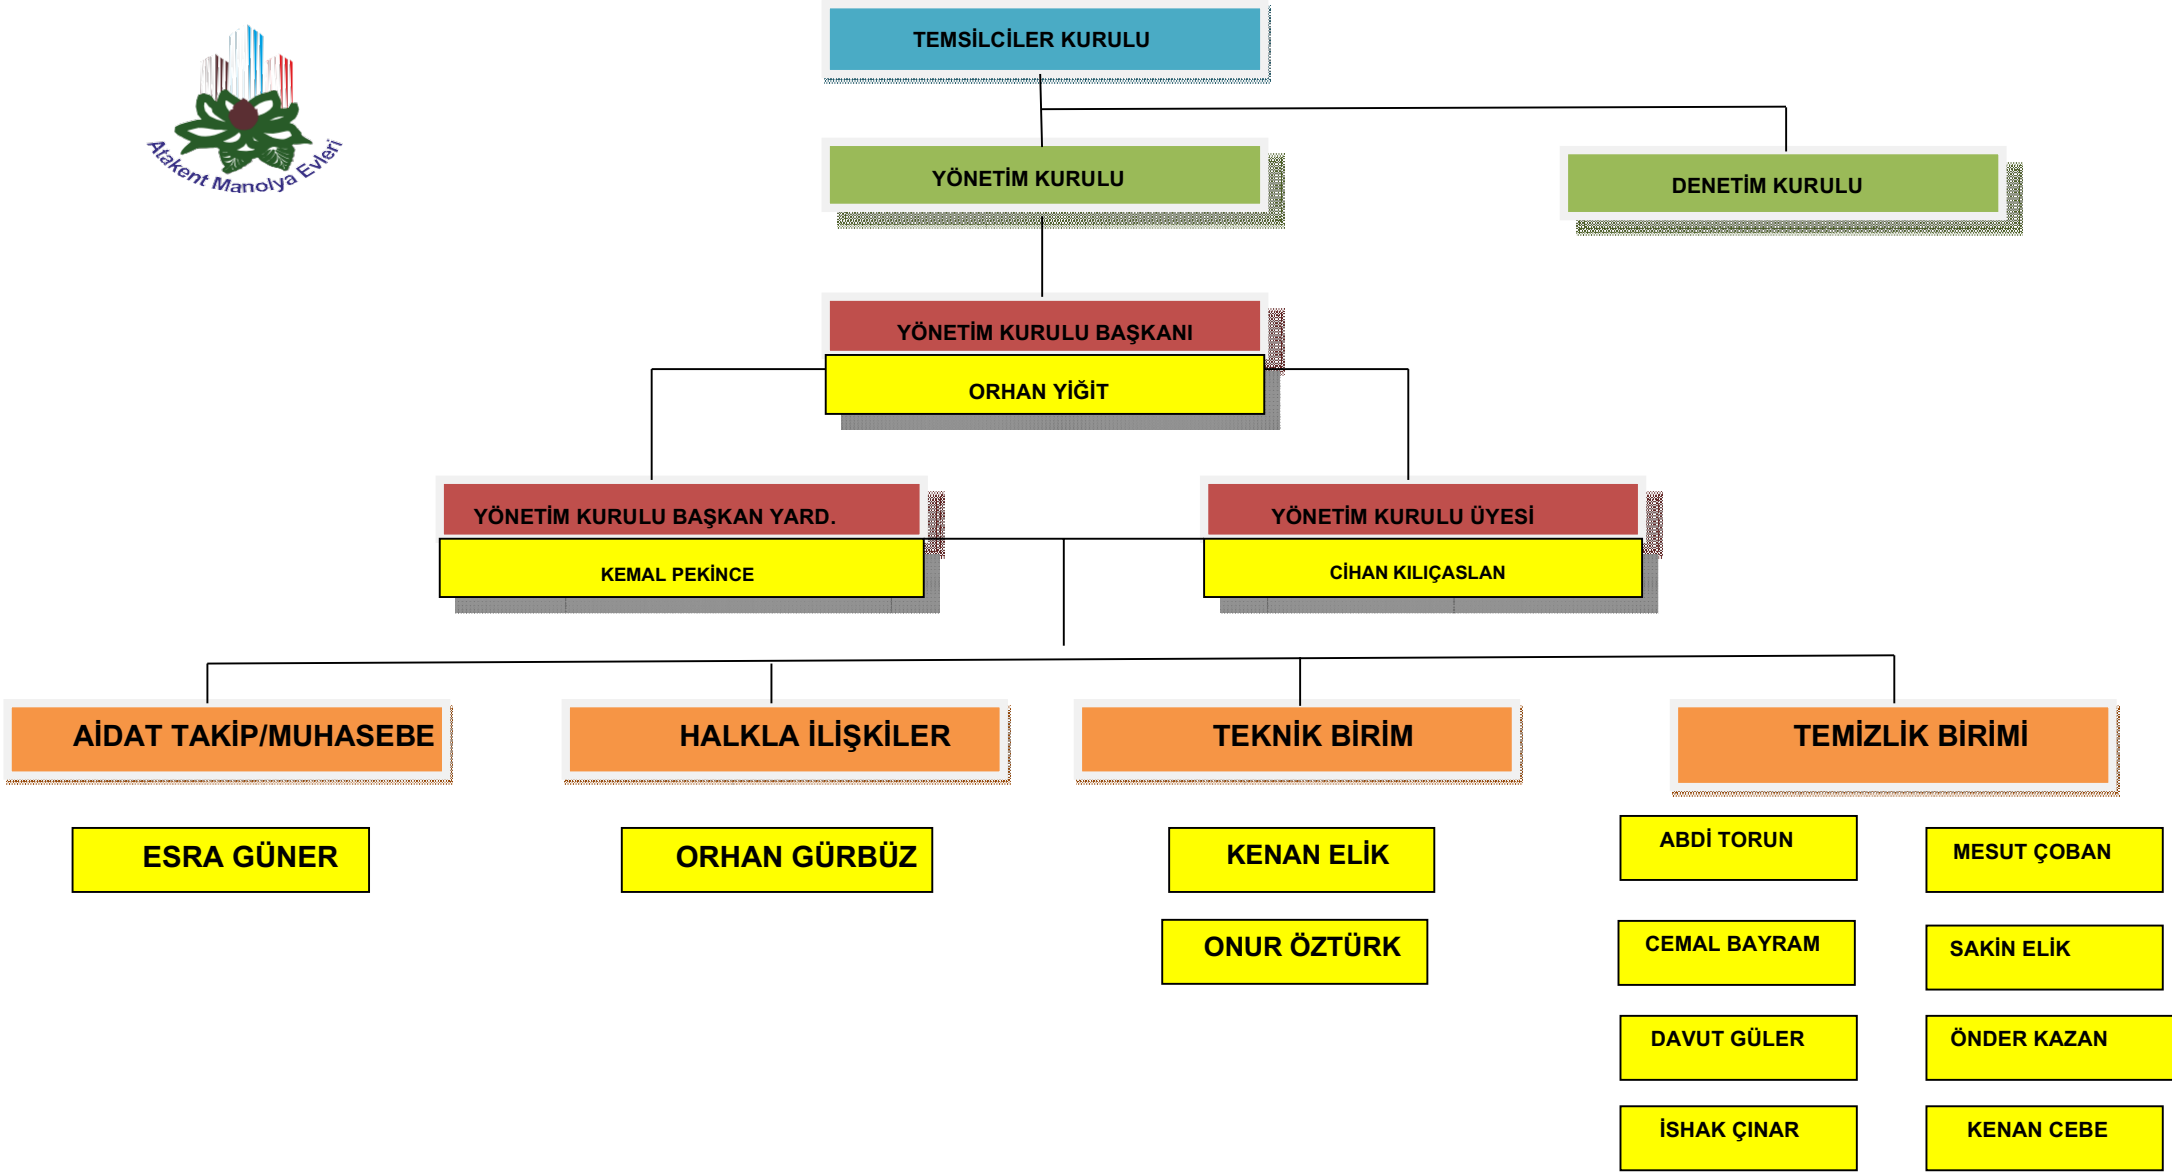 TEMSİLCİLER KURULU
Atakent Manolya Evleri
YÖNETİM KURULU
DENETİM KURULU
YÖNETİM KURULU BAŞKANI
ORHAN YİĞİT
YÖNETİM KURULU BAŞKAN YARD.
KEMAL PEKİNCE
YÖNETİM KURULU ÜYESİ
CİHAN KILIÇASLAN
AİDAT TAKİP/MUHASEBE
HALKLA İLİŞKİLER
TEKNİK BİRİM
TEMİZLİK BİRİMİ
ESRA GÜNER
ORHAN GÜRBÜZ
KENAN ELİK
ONUR ÖZTÜRK
ABDİ TORUN
MESUT ÇOBAN
CEMAL BAYRAM
SAKİN ELİK
DAVUT GÜLER
ÖNDER KAZAN
İSHAK ÇINAR
KENAN CEBE